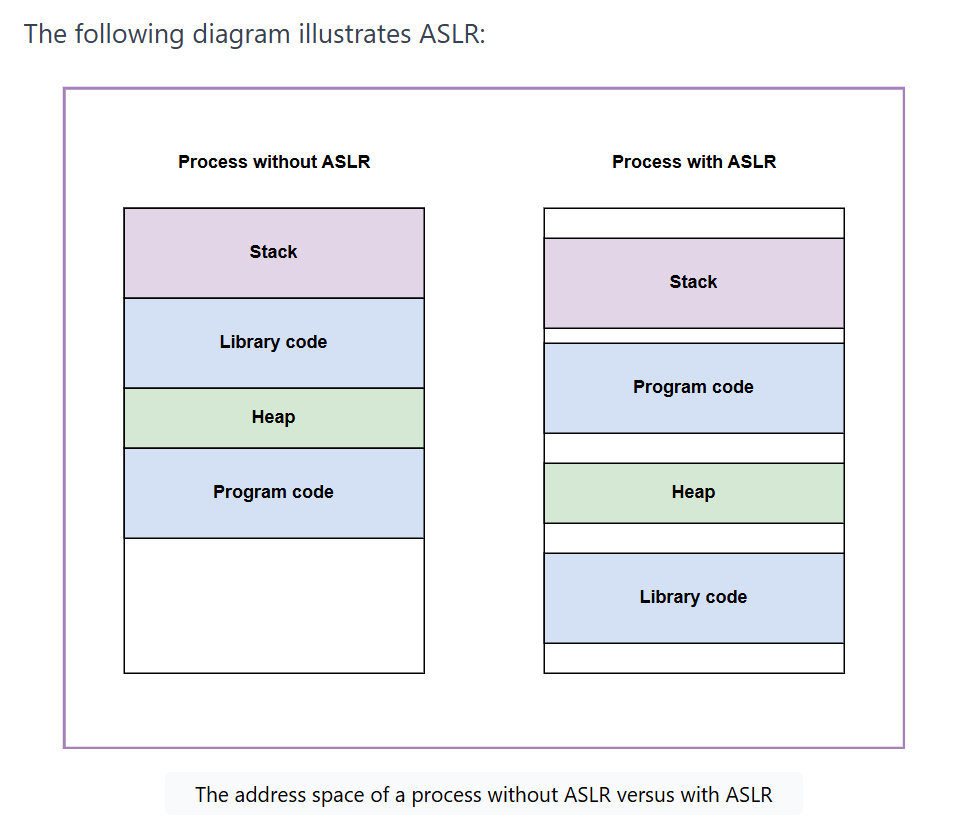 The following diagram illustrates ASLR:
Process without ASLR
Stack
Library code
Heap
Program code
Process with ASLR
Stack
Program code
Heap
Library code
The address space of a process without ASLR versus with ASLR